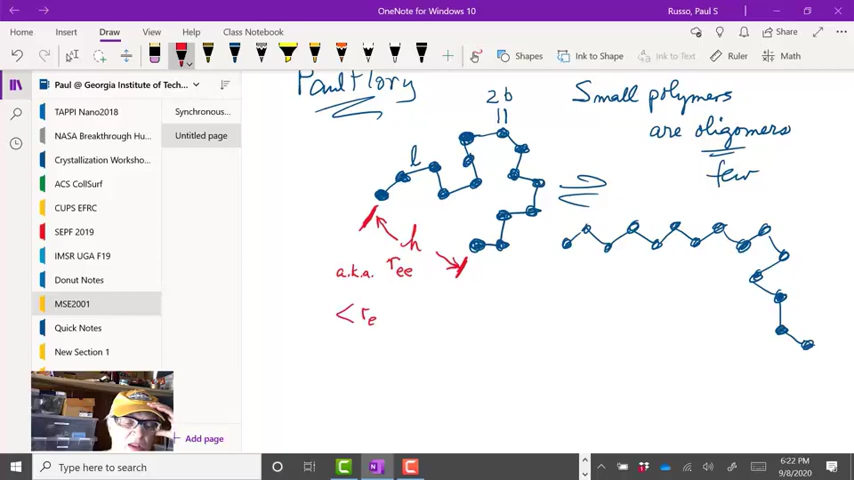 OneNote for Windows 10
Russo, Paul S
Home
Insert
Draw
View
Help
Class Notebook
Share
Shapes
Ink to Shape
Ink to Text
Ruler
Math
Paul @ Georgia Institute of Tech...
TAPPI Nano2018
NASA Breakthrough Hu...
Crystallization Worksho...
ACS CollSurf
CUPS EFRC
SEPF 2019
IMSR UGA F19
Donut Notes
MSE2001
Quick Notes
New Section 1
Synchronous...
Untitled page
Add page
Paul Flory
26
l
Small polymers
are oligomers
few
h
a.k.a. ree
< re
Type here to search
6:22 PM
9/8/2020